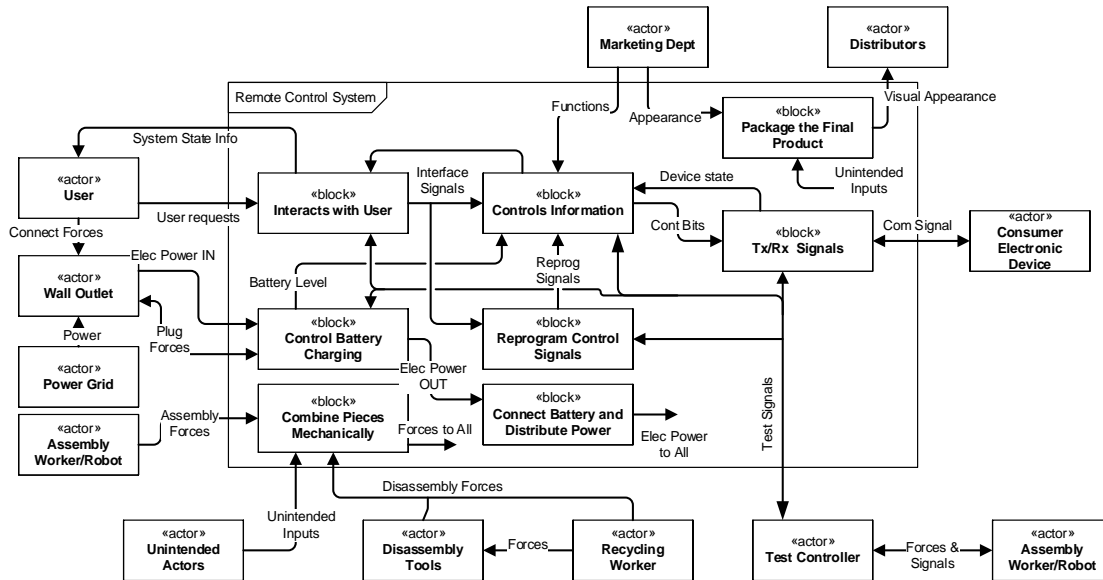 «actor»
Marketing Dept
«actor»
Distributors
Remote Control System
Functions
Appearance
Visual Appearance
«block»
Package the Final
Product
System State Info
Unintended
Inputs
«actor»
User
User requests
«block»
Interacts with User
Interface
Signals
«block»
Controls Information
Device state
Cont Bits
«block»
Tx/Rx  Signals
Com Signal
«actor»
Consumer
Electronic
Device
Connect Forces
«actor»
Wall Outlet
Elec Power IN
Battery Level
Reprog
Signals
Power
Plug
Forces
«block»
Control Battery
Charging
«block»
Reprogram Control
Signals
«actor»
Power Grid
Elec Power
OUT
«actor»
Assembly
Worker/Robot
Assembly
Forces
«block»
Combine Pieces
Mechanically
Forces to All
«block»
Connect Battery and
Distribute Power
Elec Power
to All
Test Signals
Disassembly Forces
Unintended
Inputs
«actor»
Unintended
Actors
«actor»
Disassembly
Tools
Forces
«actor»
Recycling
Worker
«actor»
Test Controller
Forces &
Signals
«actor»
Assembly
Worker/Robot